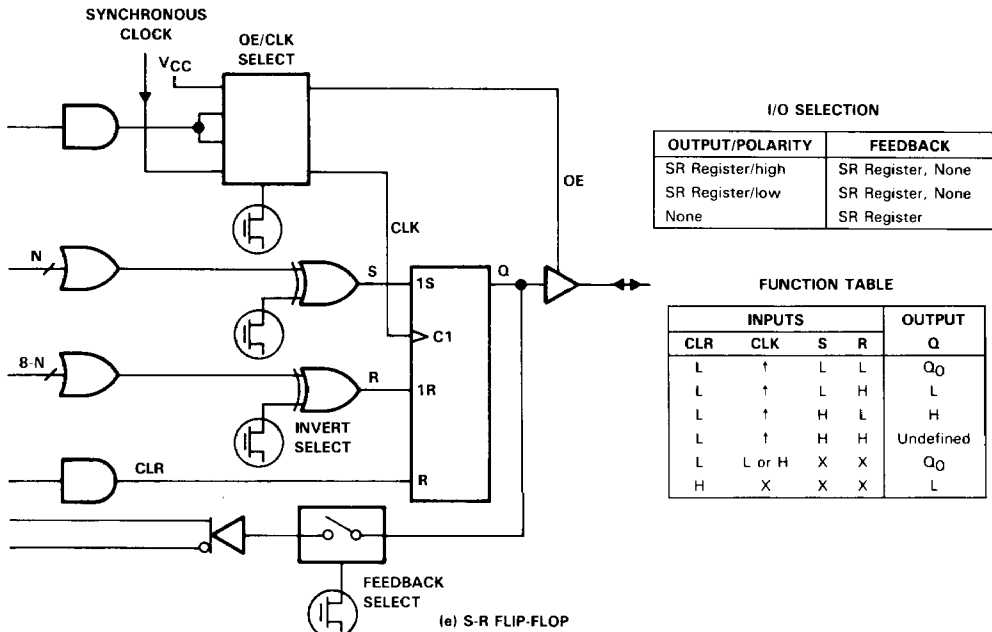 SYNCHRONOUS
CLOCK
OE/CLK
SELECT
VCC
OE
CLK
N
S
1S
Q
C1
8-N
R
1R
INVERT
SELECT
CLR
R
FEEDBACK
SELECT
(e) S-R FLIP-FLOP
I/O SELECTION
OUTPUT/POLARITY FEEDBACK
SR Register/high SR Register, None
SR Register/low SR Register, None
None SR Register
FUNCTION TABLE
INPUTS OUTPUT
CLR CLK S R Q
L ↑ L L Q0
L ↑ L H L
L ↑ H L H
L ↑ H H Undefined
L L or H X X Q0
H X X X L